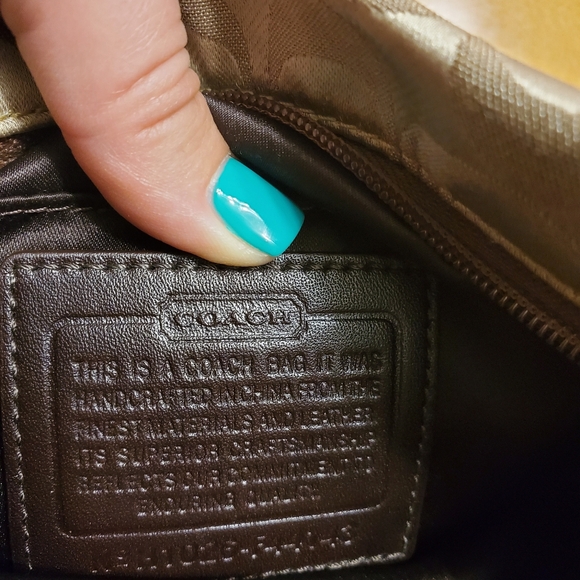 COACH
THIS IS A COACH BAG. IT WAS
HANDCRAFTED IN CHINA FROM THE
FINEST MATERIALS AND LEATHER.
ITS SUPERIOR CRAFTSMANSHIP
REFLECTS OUR COMMITMENT TO
ENDURING QUALITY.